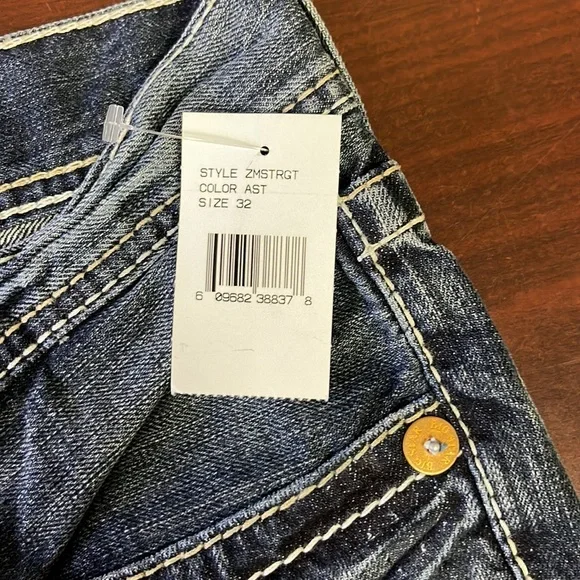 STYLE ZMSTRGT
COLOR AST
SIZE 32
6 09682 38837 8